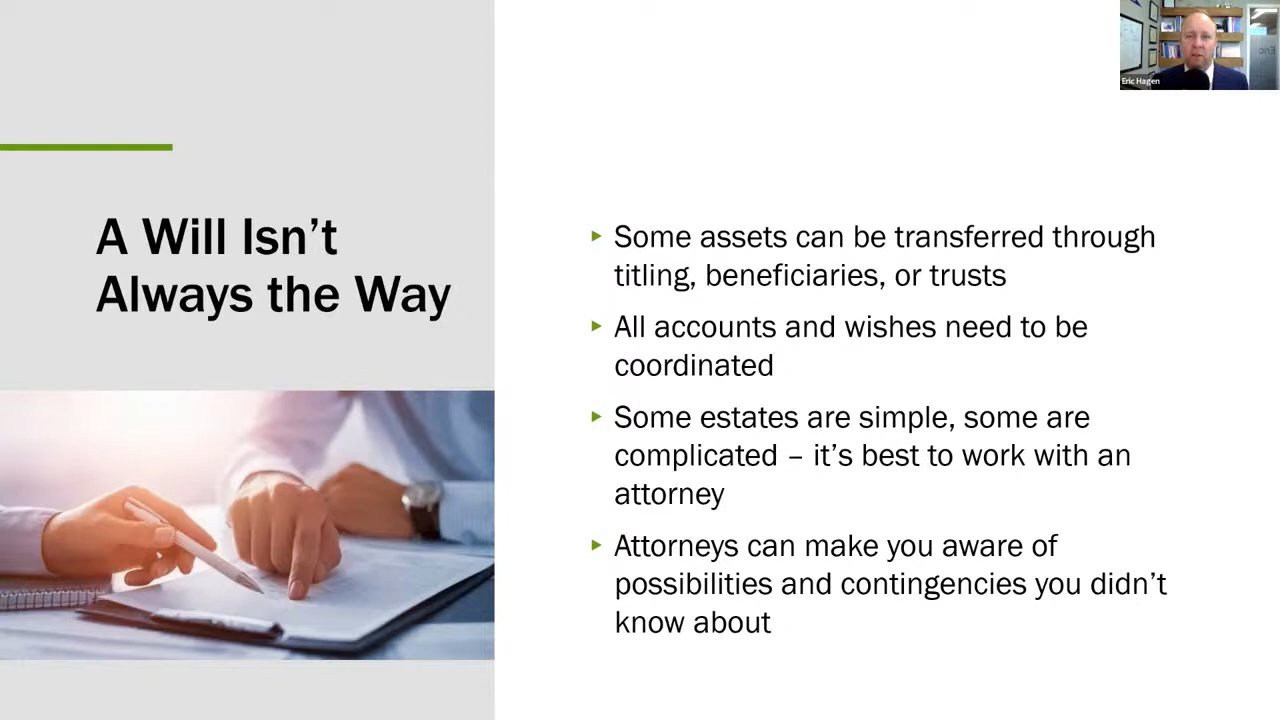 Eric Hagen
A Will Isn’t
Always the Way
Some assets can be transferred through
titling, beneficiaries, or trusts
All accounts and wishes need to be
coordinated
Some estates are simple, some are
complicated – it’s best to work with an
attorney
Attorneys can make you aware of
possibilities and contingencies you didn’t
know about